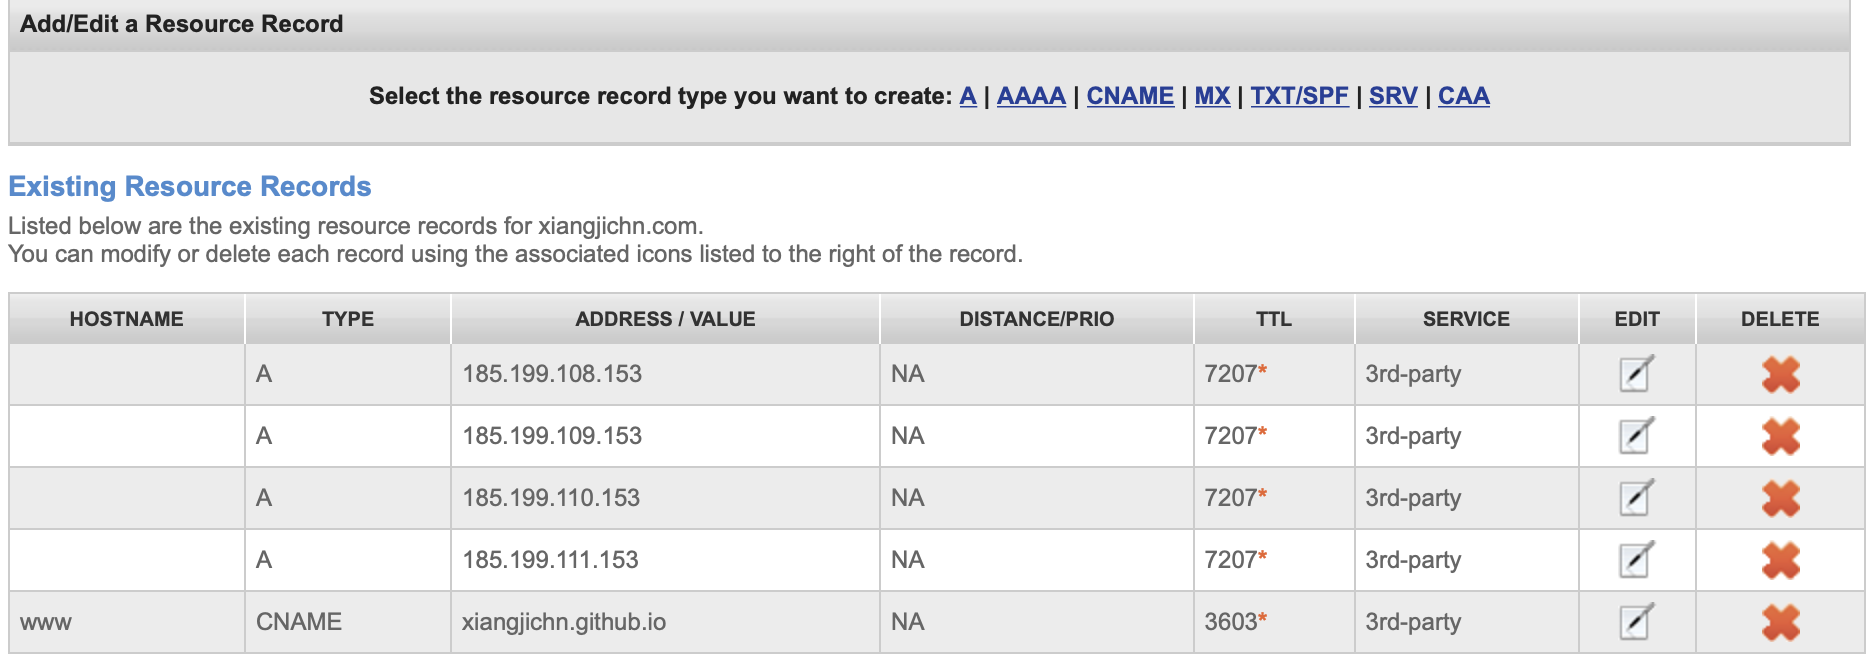 Add/Edit a Resource Record
Select the resource record type you want to create: A | AAAA | CNAME | MX | TXT/SPF | SRV | CAA
Existing Resource Records
Listed below are the existing resource records for xiangjichn.com.
You can modify or delete each record using the associated icons listed to the right of the record.
HOSTNAME TYPE ADDRESS / VALUE DISTANCE/PRIO TTL SERVICE EDIT DELETE
A 185.199.108.153 NA 7207* 3rd-party
A 185.199.109.153 NA 7207* 3rd-party
A 185.199.110.153 NA 7207* 3rd-party
A 185.199.111.153 NA 7207* 3rd-party
www CNAME xiangjichn.github.io NA 3603* 3rd-party